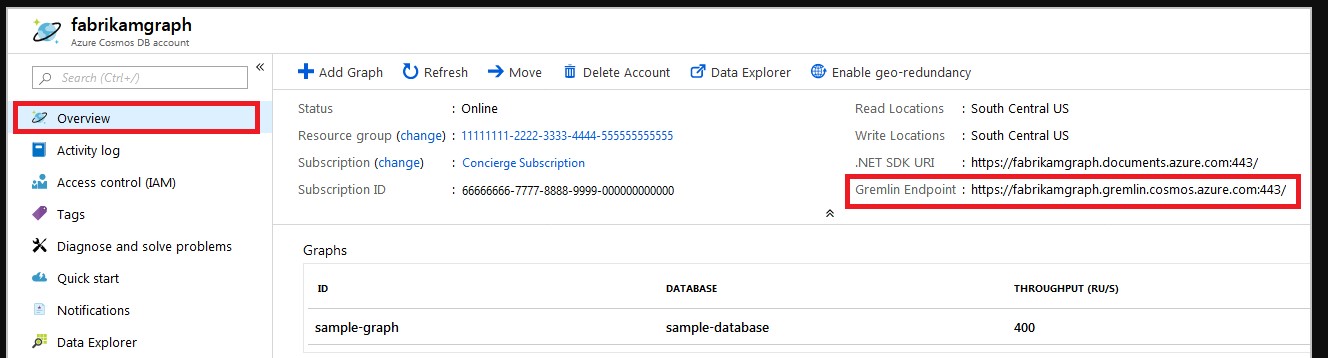 fabrikamgraph
Azure Cosmos DB account
Search (Ctrl+/)
«
Overview
Activity log
Access control (IAM)
Tags
Diagnose and solve problems
Quick start
Notifications
Data Explorer
Add Graph Refresh Move Delete Account Data Explorer Enable geo-redundancy
Status : Online
Resource group (change) : 11111111-2222-3333-4444-555555555555
Subscription (change) : Concierge Subscription
Subscription ID : 66666666-7777-8888-9999-000000000000
Read Locations : South Central US
Write Locations : South Central US
.NET SDK URI : https://fabrikamgraph.documents.azure.com:443/
Gremlin Endpoint : https://fabrikamgraph.gremlin.cosmos.azure.com:443/
Graphs
ID DATABASE THROUGHPUT (RU/S)
sample-graph sample-database 400